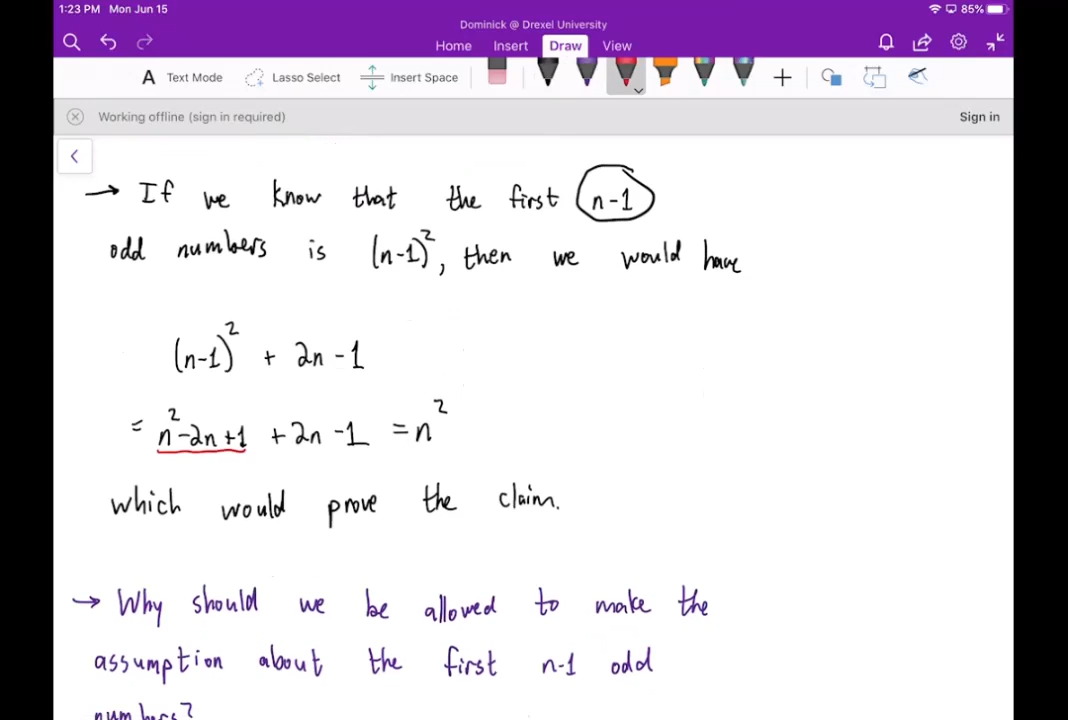 1:23 PM Mon Jun 15
85%
Dominick @ Drexel University
Home Insert Draw View
A Text Mode Lasso Select Insert Space
Working offline (sign in required) Sign in
→ If we know that the first n-1
odd numbers is (n-1)², then we would have
(n-1)² + 2n - 1
= n² - 2n + 1 + 2n - 1 = n²
which would prove the claim.
→ Why should we be allowed to make the
assumption about the first n-1 odd
numbers?